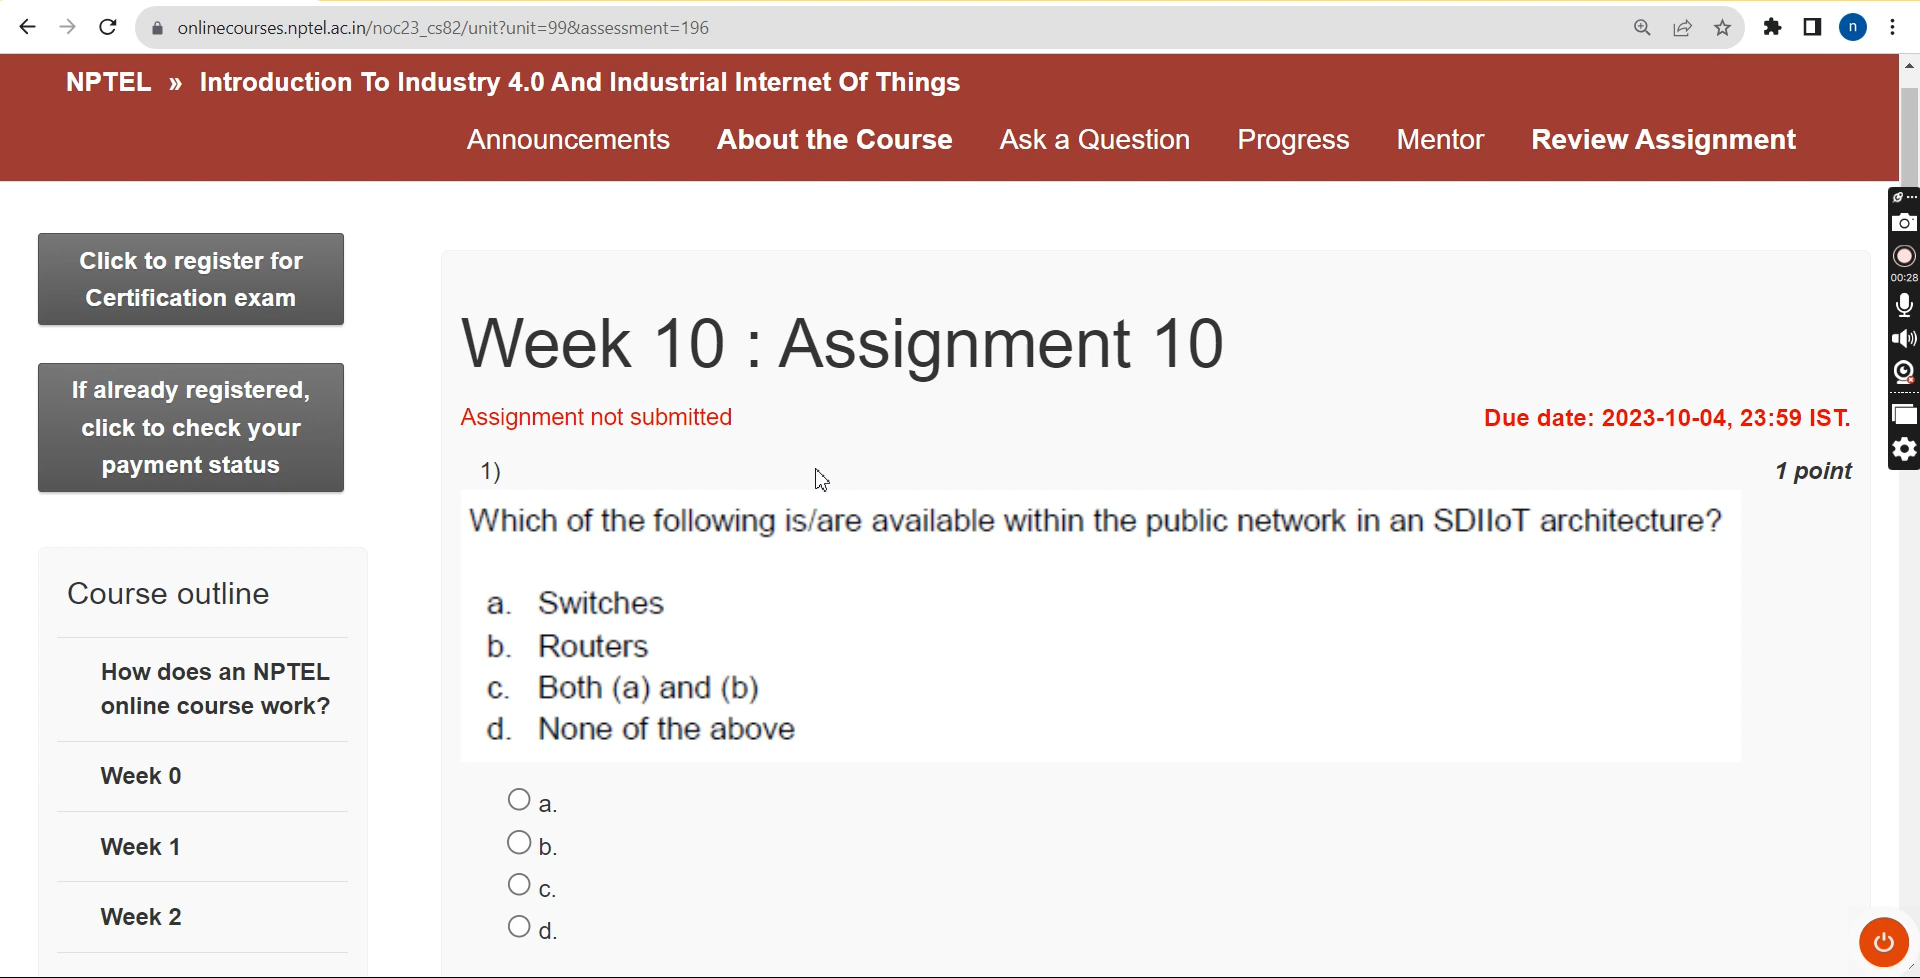 onlinecourses.nptel.ac.in/noc23_cs82/unit?unit=99&assessment=196
n
NPTEL » Introduction To Industry 4.0 And Industrial Internet Of Things
Announcements About the Course Ask a Question Progress Mentor Review Assignment
00:28
Click to register for
Certification exam
If already registered,
click to check your
payment status
Course outline
How does an NPTEL
online course work?
Week 0
Week 1
Week 2
Week 10 : Assignment 10
Assignment not submitted
Due date: 2023-10-04, 23:59 IST.
1)
1 point
Which of the following is/are available within the public network in an SDIIoT architecture?
a. Switches
b. Routers
c. Both (a) and (b)
d. None of the above
a.
b.
c.
d.